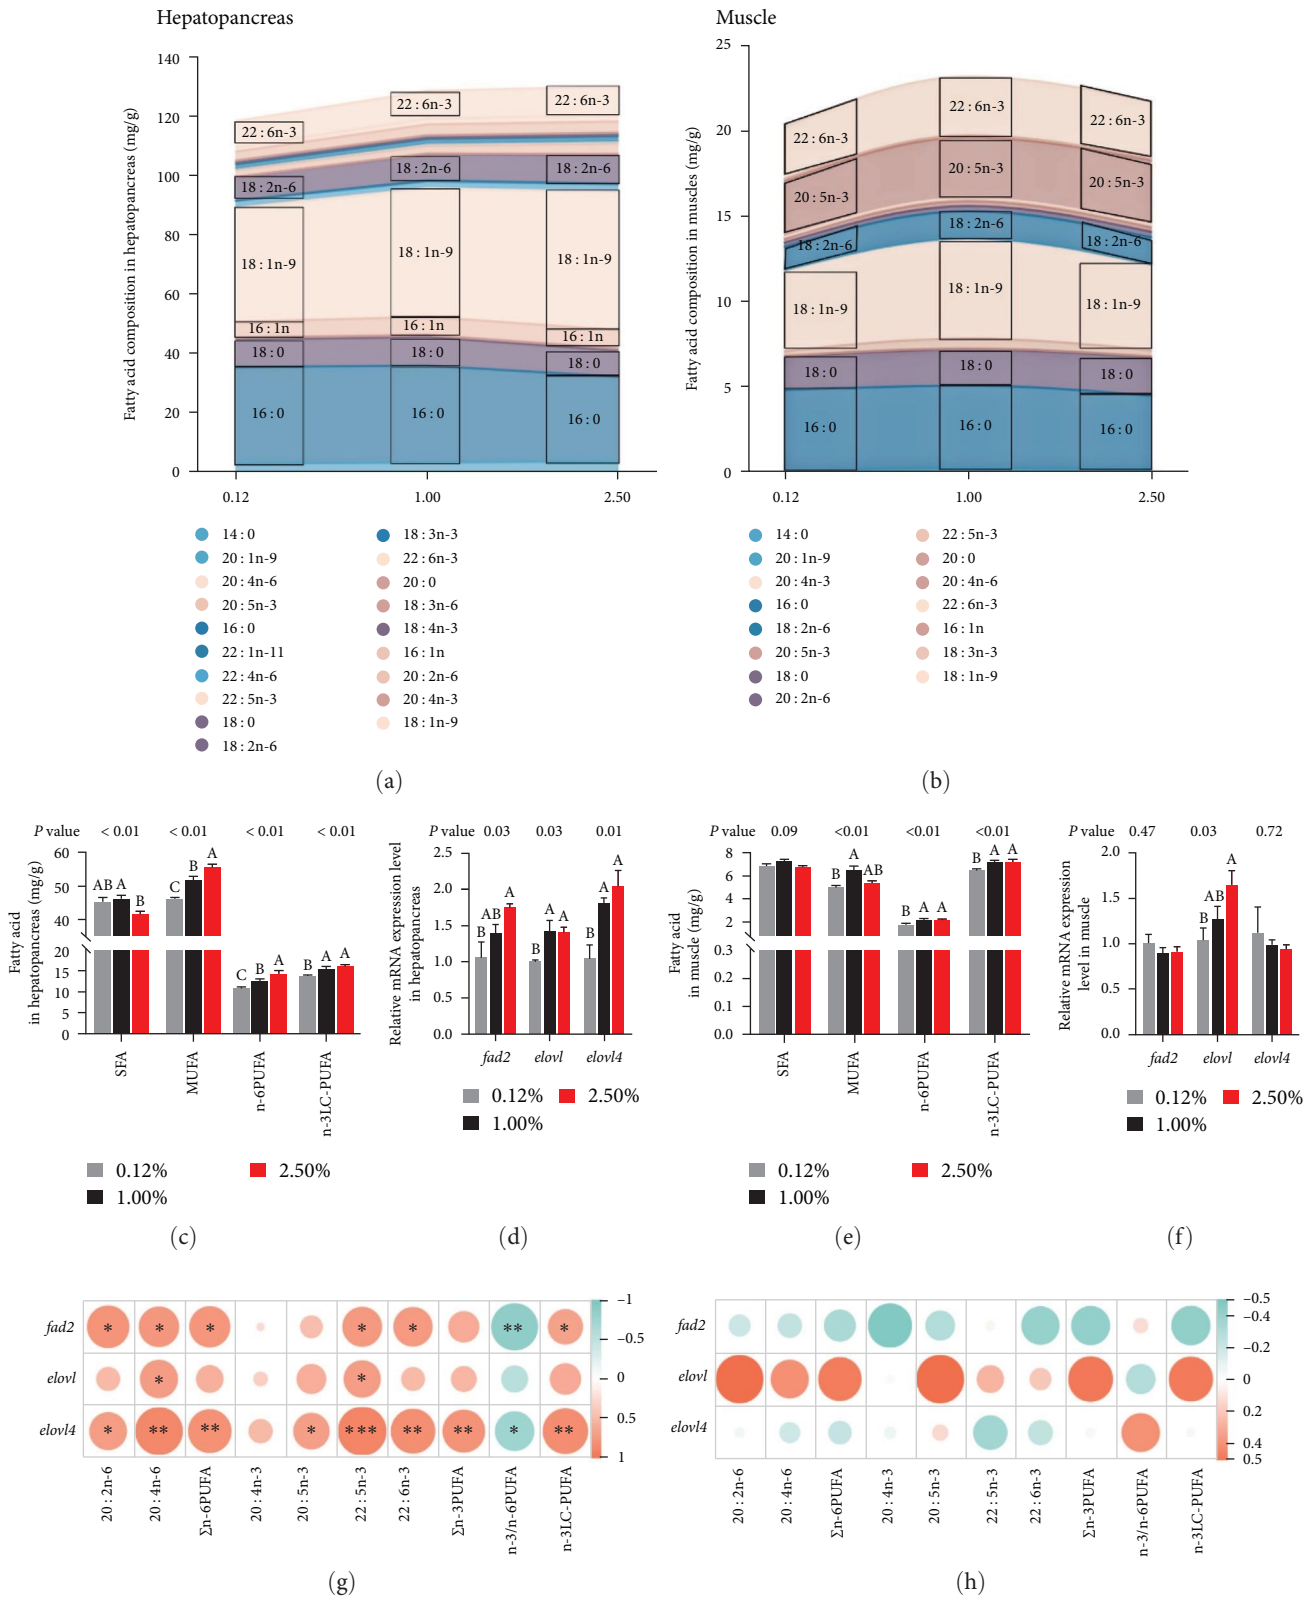 Hepatopancreas
Fatty acid composition in hepatopancreas (mg/g)
140
120
100
80
60
40
20
0
22 : 6n-3
22 : 6n-3
22 : 6n-3
18 : 2n-6
18 : 2n-6
18 : 2n-6
18 : 1n-9
18 : 1n-9
18 : 1n-9
16 : 1n
16 : 1n
16 : 1n
18 : 0
18 : 0
18 : 0
16 : 0
16 : 0
16 : 0
0.12
1.00
2.50
14 : 0
20 : 1n-9
20 : 4n-6
20 : 5n-3
16 : 0
22 : 1n-11
22 : 4n-6
22 : 5n-3
18 : 0
18 : 2n-6
18 : 3n-3
22 : 6n-3
20 : 0
18 : 3n-6
18 : 4n-3
16 : 1n
20 : 2n-6
20 : 4n-3
18 : 1n-9
(a)
Muscle
Fatty acid composition in muscles (mg/g)
25
20
15
10
5
0
22 : 6n-3
22 : 6n-3
22 : 6n-3
20 : 5n-3
20 : 5n-3
20 : 5n-3
18 : 2n-6
18 : 2n-6
18 : 2n-6
18 : 1n-9
18 : 1n-9
18 : 1n-9
18 : 0
18 : 0
18 : 0
16 : 0
16 : 0
16 : 0
0.12
1.00
2.50
14 : 0
20 : 1n-9
20 : 4n-3
16 : 0
18 : 2n-6
20 : 5n-3
18 : 0
20 : 2n-6
22 : 5n-3
20 : 0
20 : 4n-6
22 : 6n-3
16 : 1n
18 : 3n-3
18 : 1n-9
(b)
P value < 0.01 < 0.01 < 0.01 < 0.01
Fatty acid
in hepatopancreas (mg/g)
60
50
40
20
15
10
5
0
AB A B
C B A
C B A
B A A
SFA
MUFA
n-6PUFA
n-3LC-PUFA
0.12%
2.50%
1.00%
(c)
P value 0.03 0.03 0.01
Relative mRNA expression level
in hepatopancreas
2.5
2.0
1.5
1.0
0.5
0.0
B AB A
B A A
B A A
fad2 elovl elovl4
0.12%
2.50%
1.00%
(d)
P value 0.09 <0.01 <0.01 <0.01
Fatty acid
in muscle (mg/g)
8
6
4
2
0.3
0.2
0.1
0.0
B A AB
B A A
B A A
SFA
MUFA
n-6PUFA
n-3LC-PUFA
0.12%
2.50%
1.00%
(e)
P value 0.47 0.03 0.72
Relative mRNA expression
level in muscle
2.0
1.5
1.0
0.5
0.0
B AB A
fad2 elovl elovl4
0.12%
2.50%
1.00%
(f)
fad2 * * * * * ** *
elovl * *
elovl4 * ** ** * *** ** ** * **
−1
−0.5
0
0.5
1
20 : 2n-6
20 : 4n-6
Σn-6PUFA
20 : 4n-3
20 : 5n-3
22 : 5n-3
22 : 6n-3
Σn-3PUFA
n-3/n-6PUFA
n-3LC-PUFA
(g)
fad2
elovl
elovl4
−0.5
−0.4
−0.2
0
0.2
0.4
0.5
20 : 2n-6
20 : 4n-6
Σn-6PUFA
20 : 4n-3
20 : 5n-3
22 : 5n-3
22 : 6n-3
Σn-3PUFA
n-3/n-6PUFA
n-3LC-PUFA
(h)